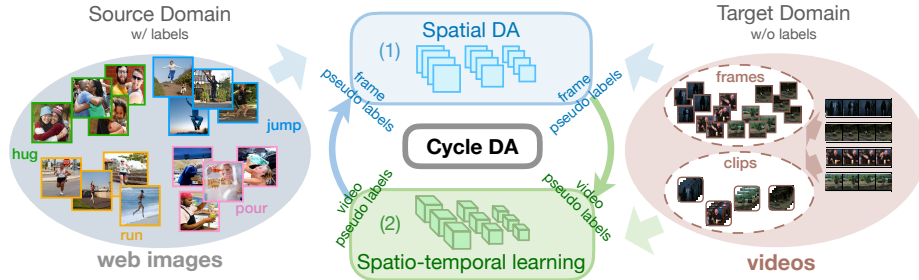 Source Domain
w/ labels
hug
jump
run
pour
web images
(1)
Spatial DA
frame
pseudo labels
frame
pseudo labels
Cycle DA
video
pseudo labels
video
pseudo labels
(2)
Spatio-temporal learning
Target Domain
w/o labels
frames
clips
videos